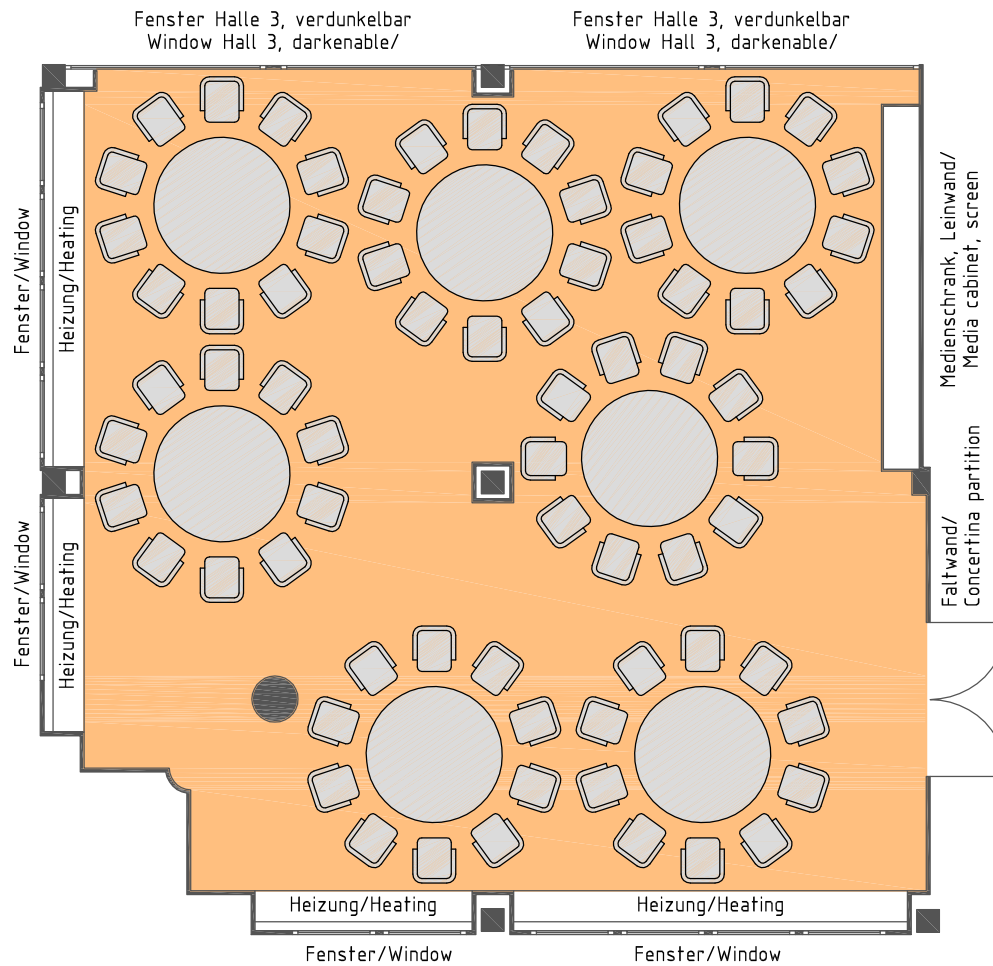 Fenster Halle 3, verdunkelbar
Window Hall 3, darkenable/
Fenster Halle 3, verdunkelbar
Window Hall 3, darkenable/
Fenster/Window
Heizung/Heating
Medienschrank, Leinwand/
Media cabinet, screen
Faltwand/
Concertina partition
Fenster/Window
Heizung/Heating
Heizung/Heating
Heizung/Heating
Fenster/Window
Fenster/Window